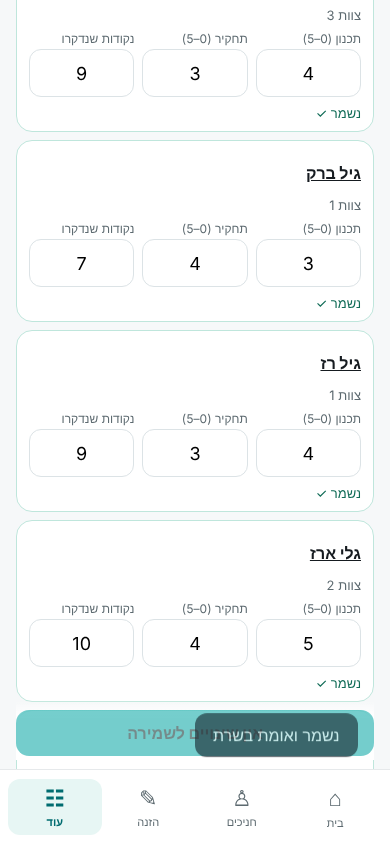 צוות 3
תכנון (0–5) תחקיר (0–5) נקודות שנדקרו
4 3 9
נשמר ✓
גיל ברק
צוות 1
תכנון (0–5) תחקיר (0–5) נקודות שנדקרו
3 4 7
נשמר ✓
גיל רז
צוות 1
תכנון (0–5) תחקיר (0–5) נקודות שנדקרו
4 3 9
נשמר ✓
גלי ארז
צוות 2
תכנון (0–5) תחקיר (0–5) נקודות שנדקרו
5 4 10
נשמר ✓
נשמר ואומת בשרת
לשמירה
בית חניכים הזנה עוד